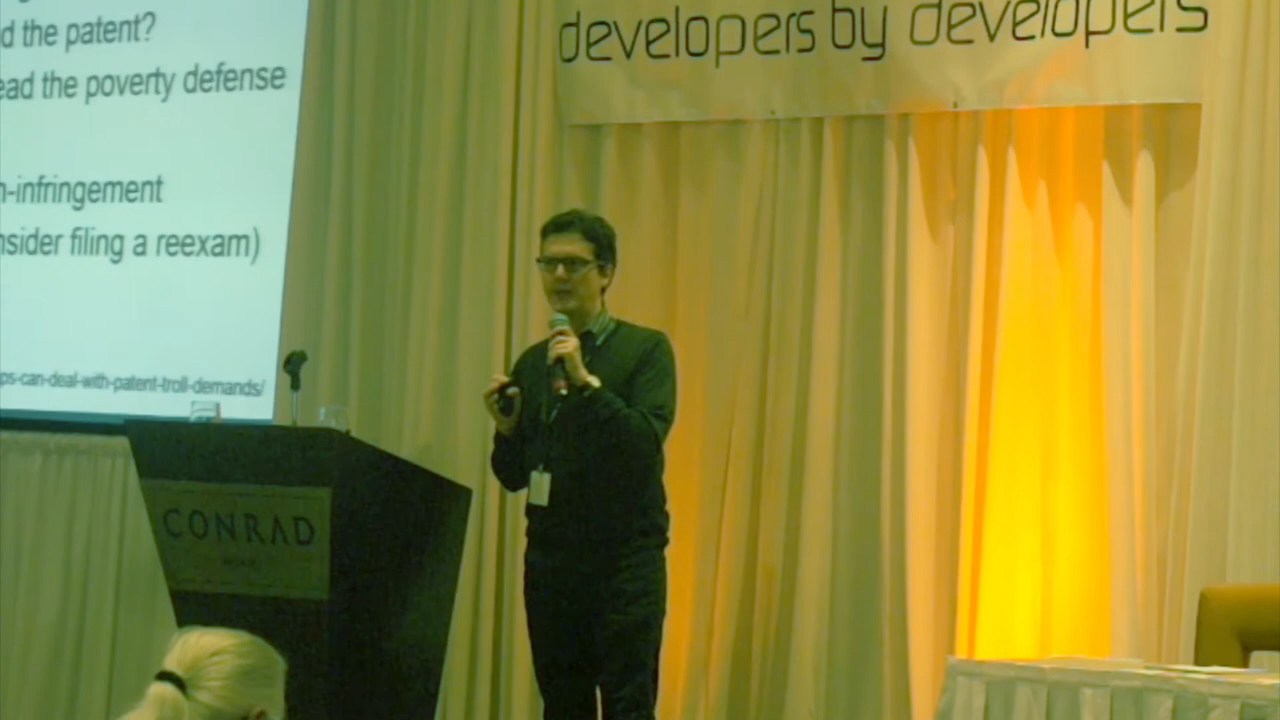 d the patent?
ead the poverty defense
n-infringement
nsider filing a reexam)
ps-can-deal-with-patent-troll-demands/
developers by developers
CONRAD